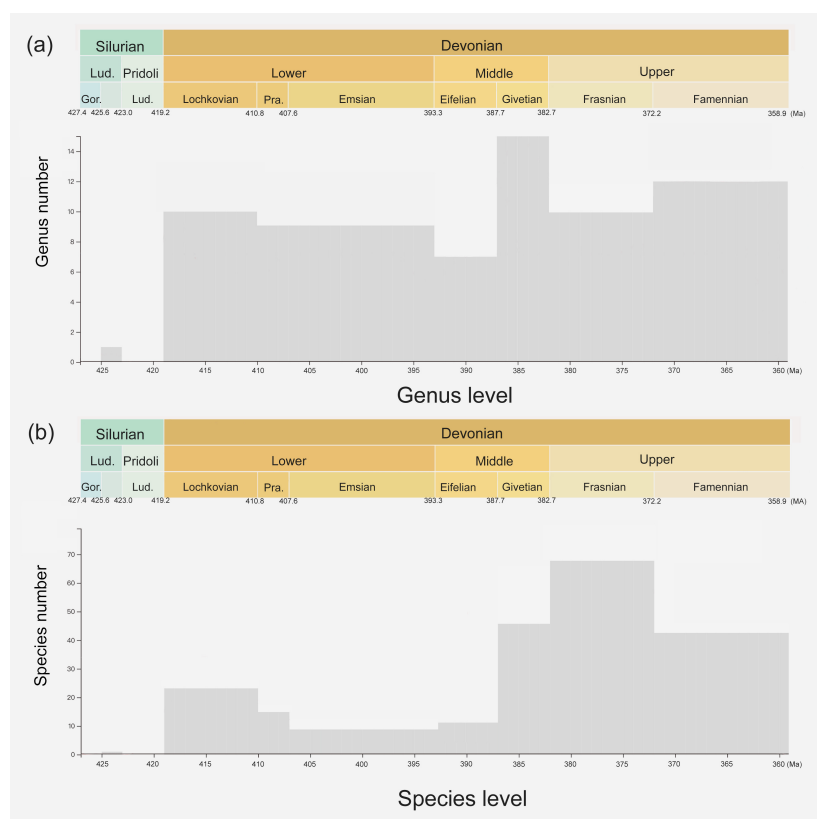 (a)
Silurian Devonian
Lud. Pridoli Lower Middle Upper
Gor. Lud. Lochkovian Pra. Emsian Eifelian Givetian Frasnian Famennian
427.4 425.6 423.0 419.2 410.8 407.6 393.3 387.7 382.7 372.2 358.9 (Ma)
Genus number
14
12
10
8
6
4
2
0
425 420 415 410 405 400 395 390 385 380 375 370 365 360 (Ma)
Genus level
(b)
Silurian Devonian
Lud. Pridoli Lower Middle Upper
Gor. Lud. Lochkovian Pra. Emsian Eifelian Givetian Frasnian Famennian
427.4 425.6 423.0 419.2 410.8 407.6 393.3 387.7 382.7 372.2 358.9 (MA)
Species number
70
60
50
40
30
20
10
0
425 420 415 410 405 400 395 390 385 380 375 370 365 360 (Ma)
Species level